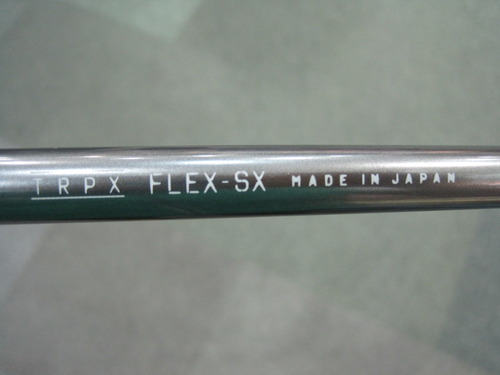 TRPX FLEX-SX MADE IN JAPAN